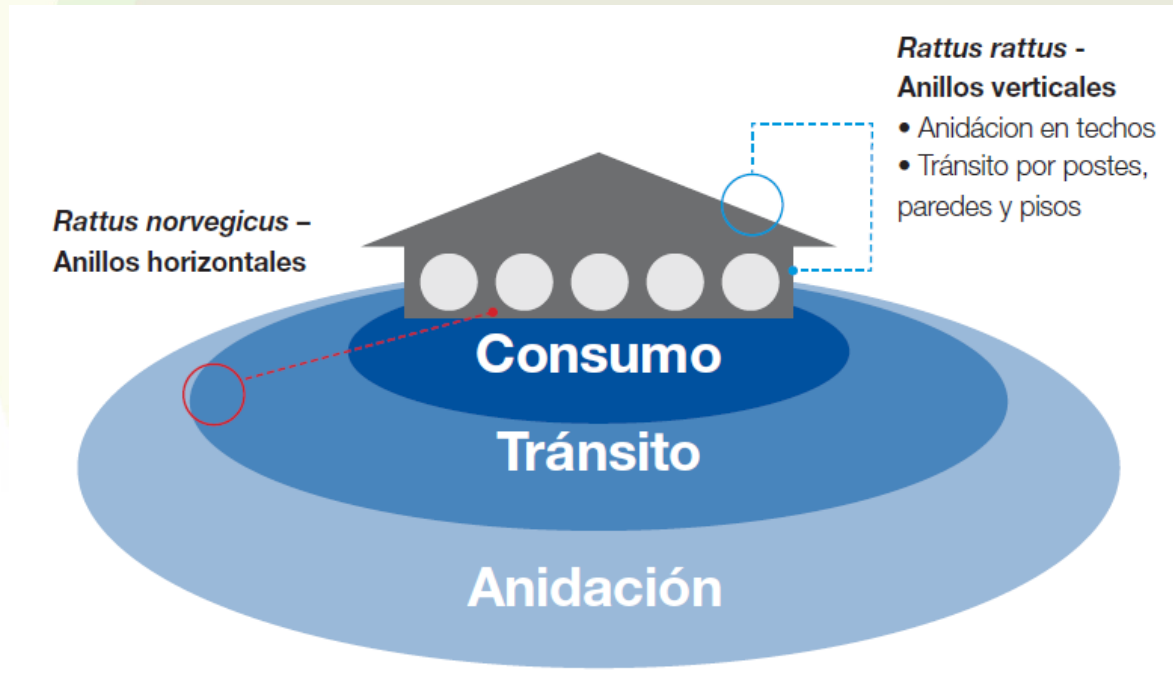 Rattus rattus -
Anillos verticales
• Anidácion en techos
• Tránsito por postes,
paredes y pisos
Rattus norvegicus –
Anillos horizontales
Consumo
Tránsito
Anidación